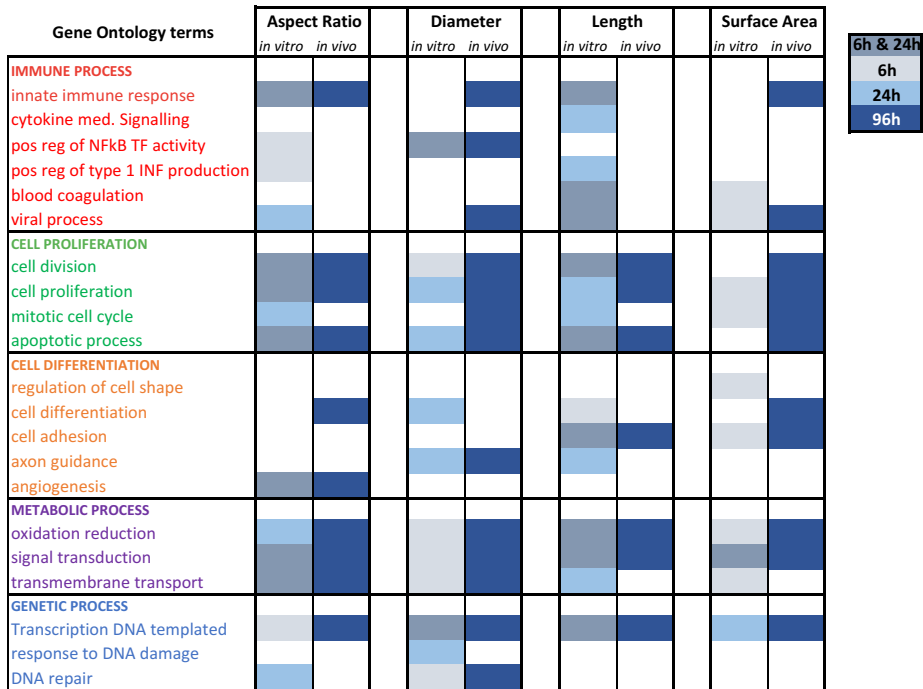 Gene Ontology terms
Aspect Ratio Diameter Length Surface Area
in vitro in vivo in vitro in vivo in vitro in vivo in vitro in vivo
6h & 24h
6h
24h
96h
IMMUNE PROCESS
innate immune response
cytokine med. Signalling
pos reg of NFkB TF activity
pos reg of type 1 INF production
blood coagulation
viral process
CELL PROLIFERATION
cell division
cell proliferation
mitotic cell cycle
apoptotic process
CELL DIFFERENTIATION
regulation of cell shape
cell differentiation
cell adhesion
axon guidance
angiogenesis
METABOLIC PROCESS
oxidation reduction
signal transduction
transmembrane transport
GENETIC PROCESS
Transcription DNA templated
response to DNA damage
DNA repair